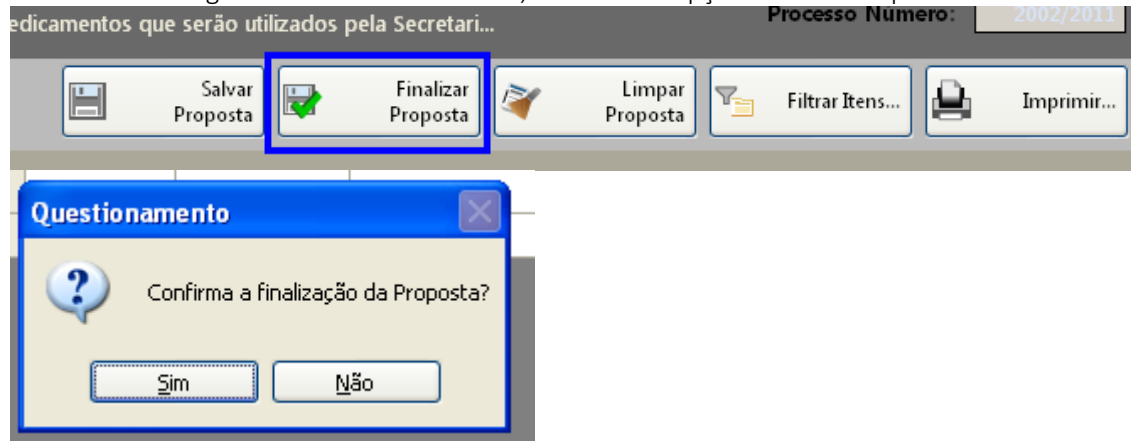 edicamentos que serão utilizados pela Secretari...
Processo Número: 2002/2011
Salvar
Proposta
Finalizar
Proposta
Limpar
Proposta
Filtrar Itens...
Imprimir...
Questionamento
Confirma a finalização da Proposta?
Sim
Não